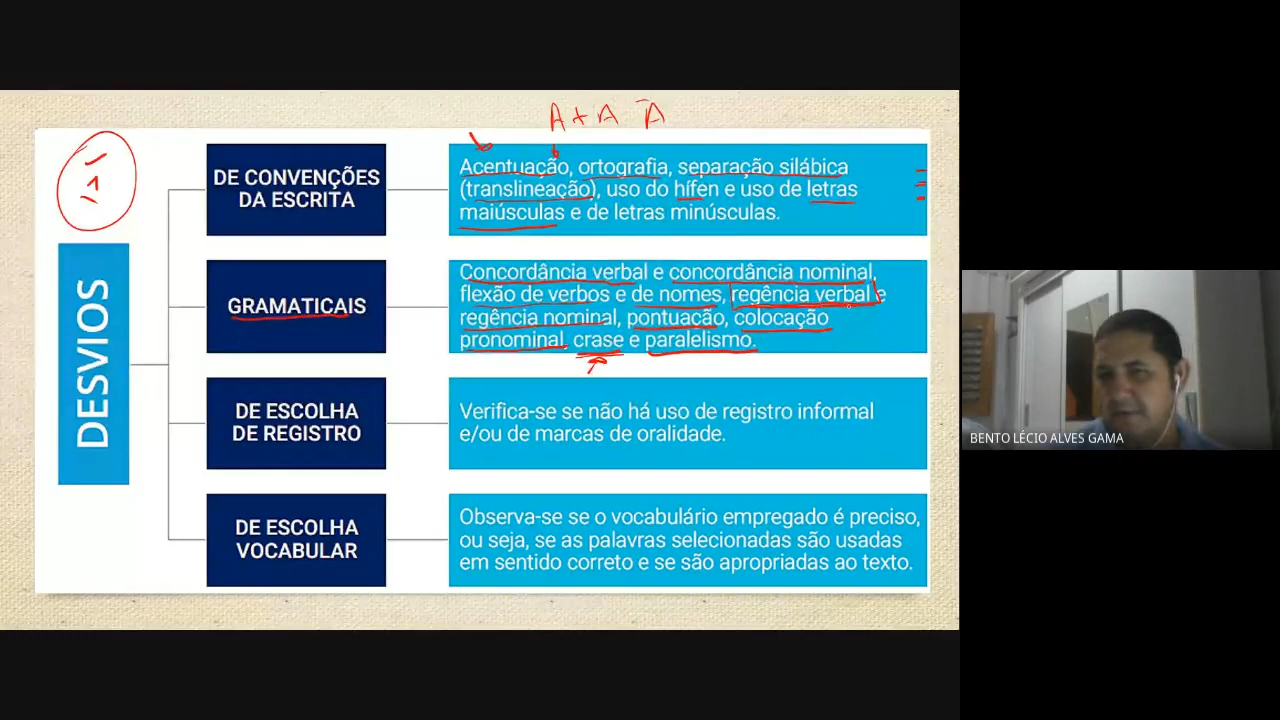 A + A À
DESVIOS
DE CONVENÇÕES
DA ESCRITA
Acentuação, ortografia, separação silábica
(translineação), uso do hífen e uso de letras
maiúsculas e de letras minúsculas.
GRAMATICAIS
Concordância verbal e concordância nominal,
flexão de verbos e de nomes, regência verbal e
regência nominal, pontuação, colocação
pronominal, crase e paralelismo.
DE ESCOLHA
DE REGISTRO
Verifica-se se não há uso de registro informal
e/ou de marcas de oralidade.
DE ESCOLHA
VOCABULAR
Observa-se se o vocabulário empregado é preciso,
ou seja, se as palavras selecionadas são usadas
em sentido correto e se são apropriadas ao texto.
BENTO LÉCIO ALVES GAMA